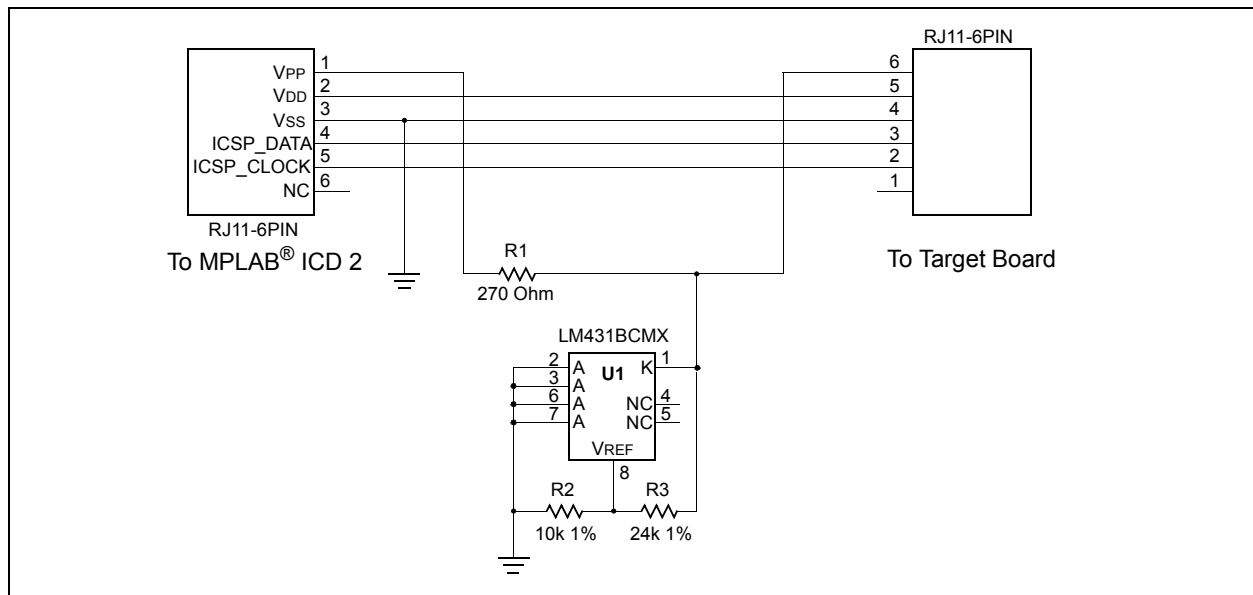 RJ11-6PIN
VPP
1
VDD
2
VSS
3
ICSP_DATA
4
ICSP_CLOCK
5
NC
6
RJ11-6PIN
To MPLAB® ICD 2
6
5
4
3
2
1
To Target Board
R1
270 Ohm
LM431BCMX
2 A
3 A
6 A
7 A
U1
K 1
NC 4
NC 5
VREF
8
R2
10k 1%
R3
24k 1%